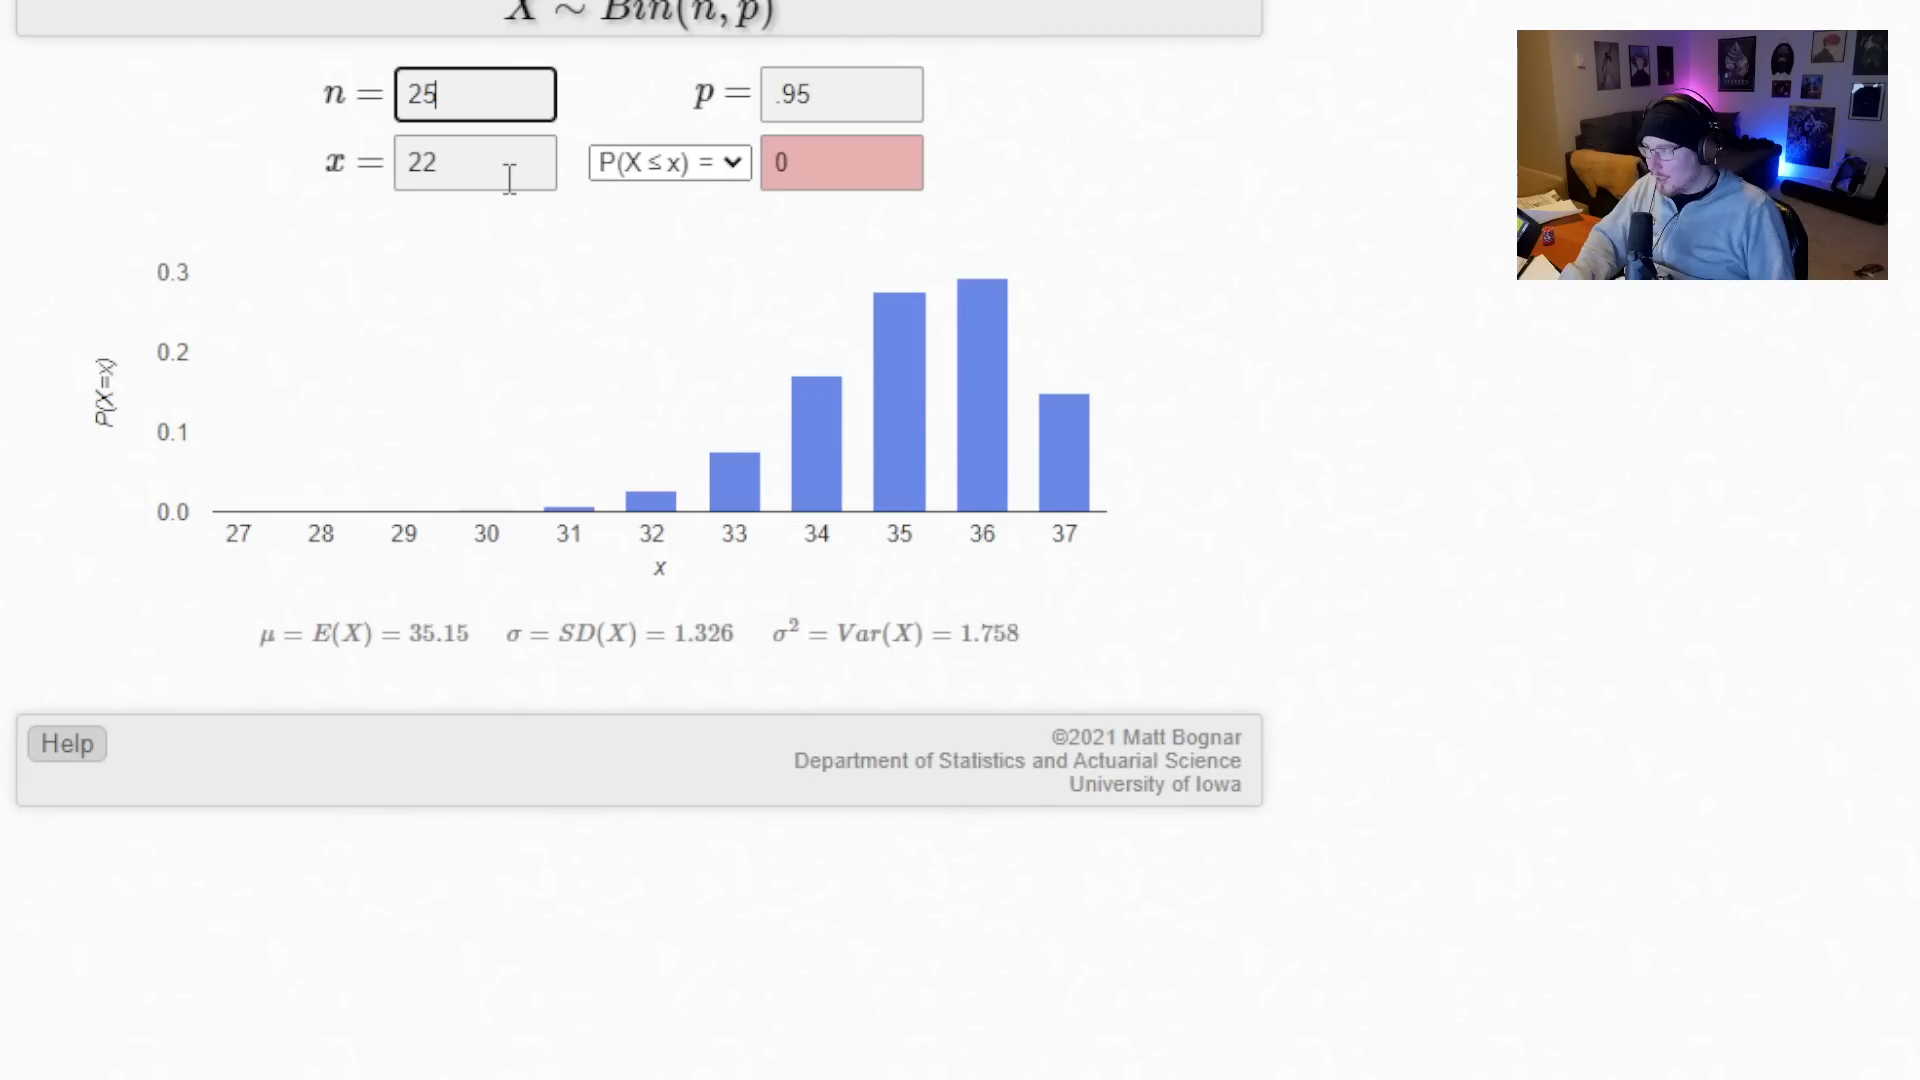 X ∼ Bin(n, p)
n = 25 p = .95
x = 22 P(X ≤ x) = 0
0.3
0.2
0.1
0.0
P(X=x)
27 28 29 30 31 32 33 34 35 36 37
x
μ = E(X) = 35.15 σ = SD(X) = 1.326 σ² = Var(X) = 1.758
Help
©2021 Matt Bognar
Department of Statistics and Actuarial Science
University of Iowa